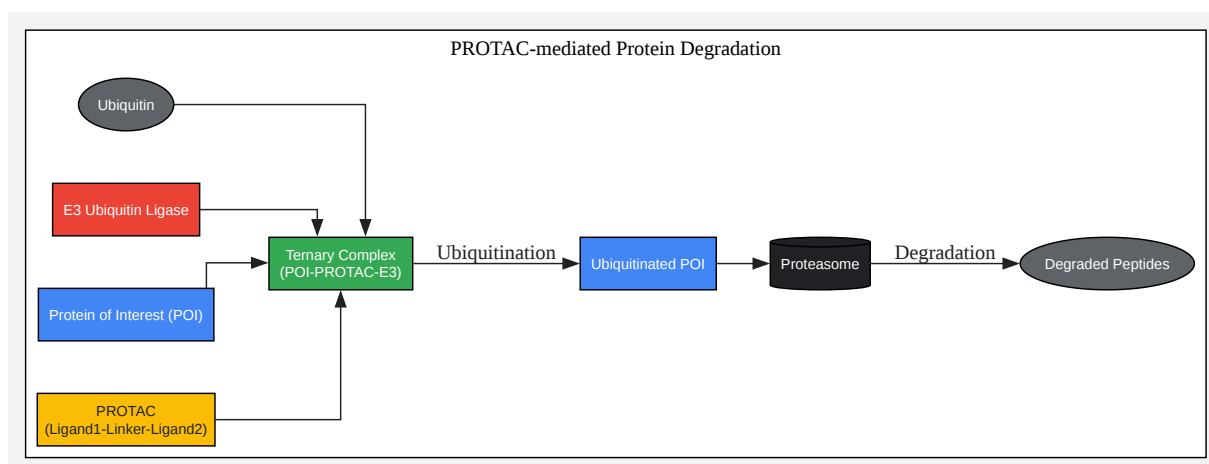 PROTAC-mediated Protein Degradation
Ubiquitin
E3 Ubiquitin Ligase
Protein of Interest (POI)
PROTAC
(Ligand1-Linker-Ligand2)
Ternary Complex
(POI-PROTAC-E3)
Ubiquitination
Ubiquitinated POI
Proteasome
Degradation
Degraded Peptides